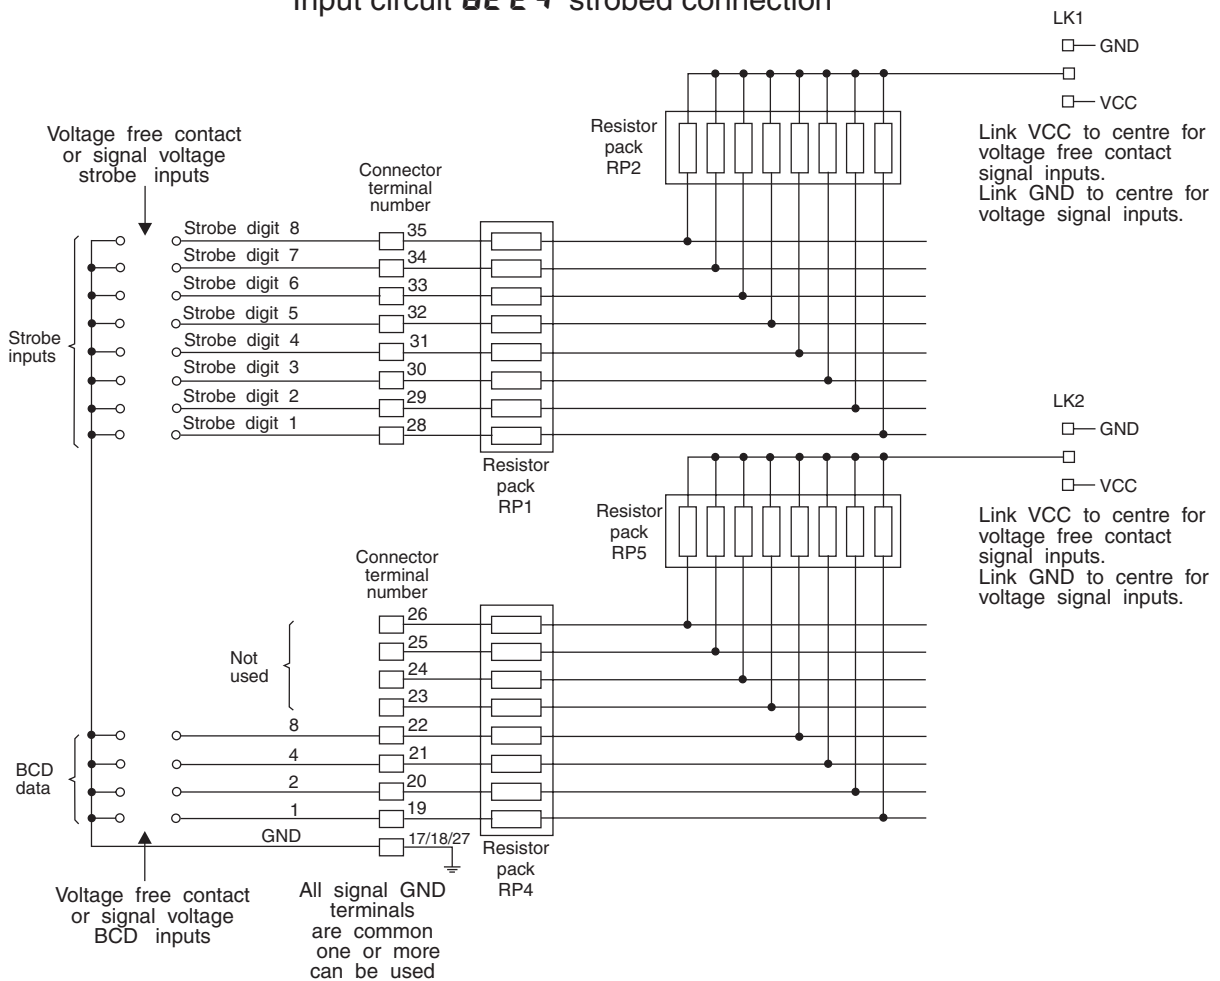 Input circuit strobed connection
LK1
GND
VCC
Link VCC to centre for
voltage free contact
signal inputs.
Link GND to centre for
voltage signal inputs.
Resistor
pack
RP2
Voltage free contact
or signal voltage
strobe inputs
Connector
terminal
number
Strobe digit 8
35
Strobe digit 7
34
Strobe digit 6
33
Strobe digit 5
32
Strobe digit 4
31
Strobe digit 3
30
Strobe digit 2
29
Strobe digit 1
28
Strobe
inputs
Resistor
pack
RP1
LK2
GND
VCC
Link VCC to centre for
voltage free contact
signal inputs.
Link GND to centre for
voltage signal inputs.
Resistor
pack
RP5
Connector
terminal
number
26
25
24
23
Not
used
8
22
4
21
2
20
1
19
GND
17/18/27
BCD
data
Resistor
pack
RP4
Voltage free contact
or signal voltage
BCD inputs
All signal GND
terminals
are common
one or more
can be used